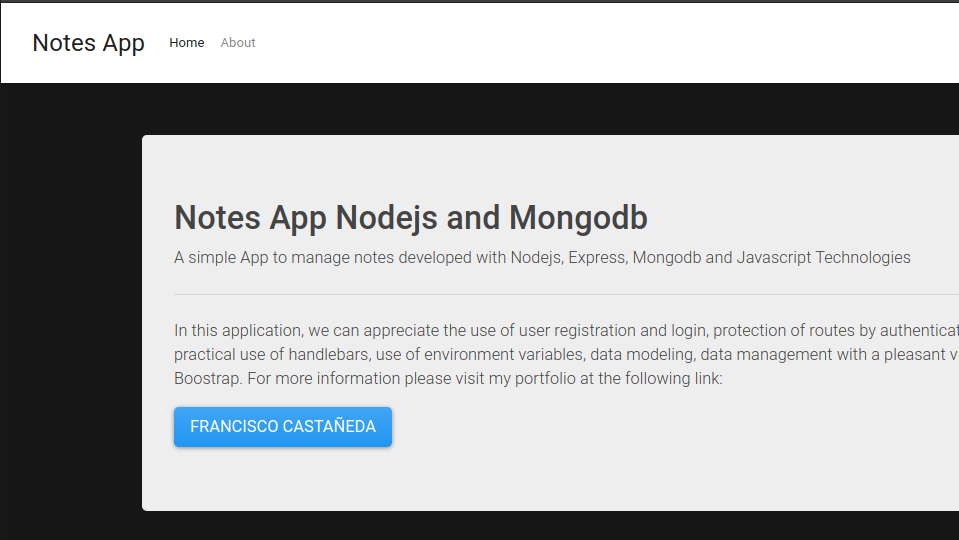 Notes App Home About
Notes App Nodejs and Mongodb
A simple App to manage notes developed with Nodejs, Express, Mongodb and Javascript Technologies
In this application, we can appreciate the use of user registration and login, protection of routes by
practical use of handlebars, use of environment variables, data modeling, data management with a pleasant
Boostrap. For more information please visit my portfolio at the following link:
FRANCISCO CASTAÑEDA